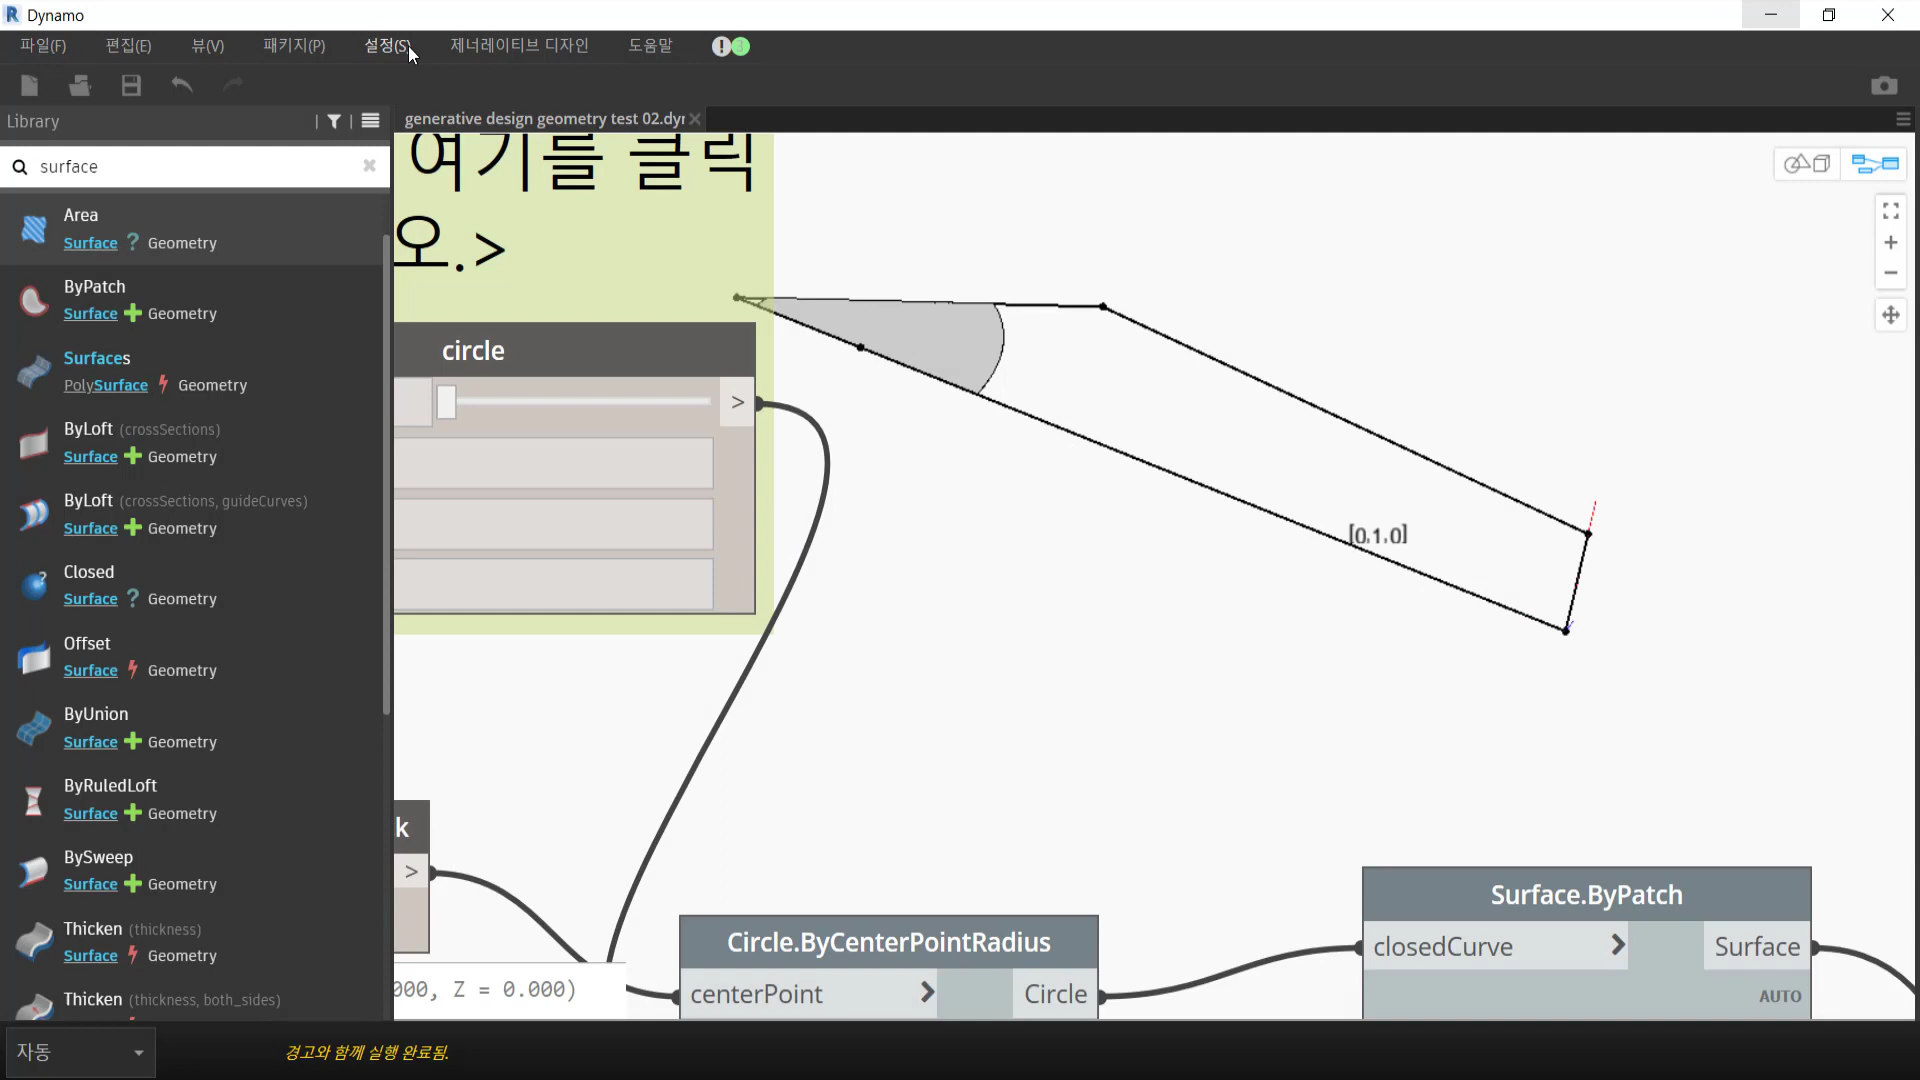 Dynamo
파일(F) 편집(E) 뷰(V) 패키지(P) 설정(S) 제너레이티브 디자인 도움말
Library
generative design geometry test 02.dyn
surface
Area
Surface ? Geometry
ByPatch
Surface Geometry
Surfaces
PolySurface Geometry
ByLoft (crossSections)
Surface Geometry
ByLoft (crossSections, guideCurves)
Surface Geometry
Closed
Surface ? Geometry
Offset
Surface Geometry
ByUnion
Surface Geometry
ByRuledLoft
Surface Geometry
BySweep
Surface Geometry
Thicken (thickness)
Surface Geometry
Thicken (thickness, both_sides)
여기를 클릭
오.>
circle
>
[0,1,0]
k
>
000, Z = 0.000)
Circle.ByCenterPointRadius
centerPoint Circle
Surface.ByPatch
closedCurve Surface
AUTO
자동
경고와 함께 실행 완료됨.